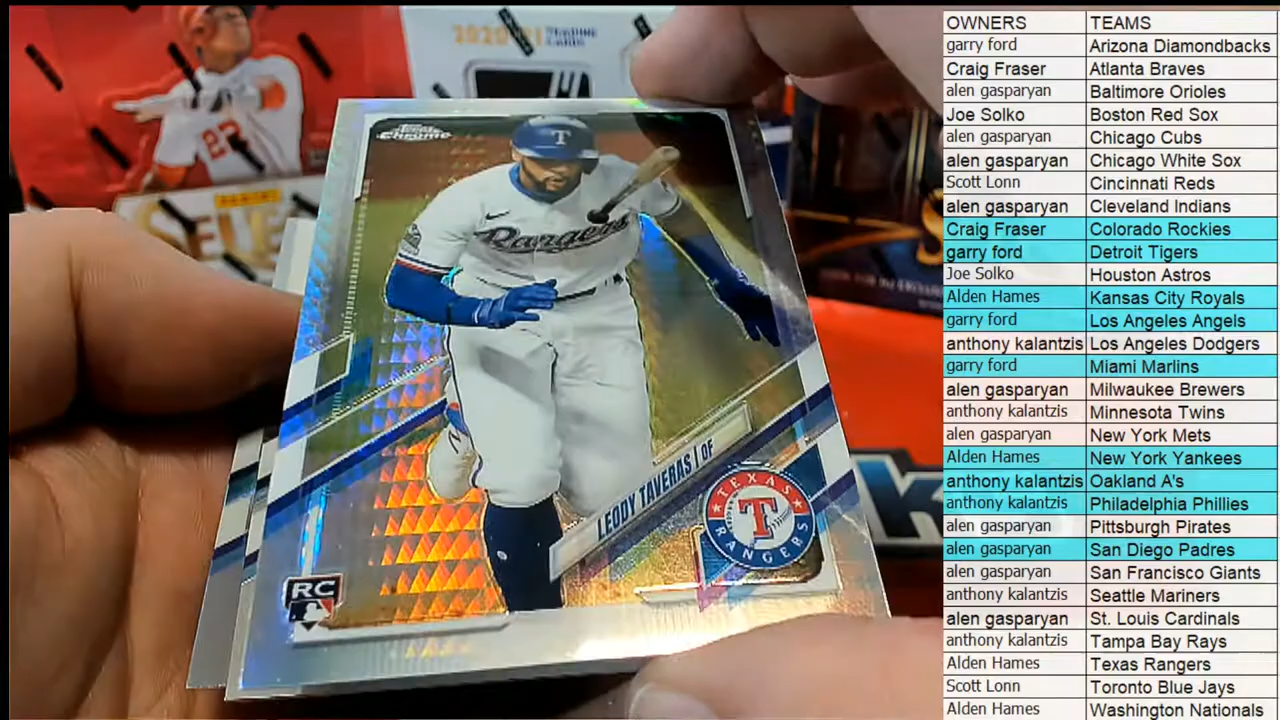 2020-21 TRADING CARDS
27
PANINI
SELE
Topps
Chrome
T
Rangers
LEODY TAVERAS | OF
TEXAS
T
RANGERS
RC
OWNERS TEAMS
garry ford Arizona Diamondbacks
Craig Fraser Atlanta Braves
alen gasparyan Baltimore Orioles
Joe Solko Boston Red Sox
alen gasparyan Chicago Cubs
alen gasparyan Chicago White Sox
Scott Lonn Cincinnati Reds
alen gasparyan Cleveland Indians
Craig Fraser Colorado Rockies
garry ford Detroit Tigers
Joe Solko Houston Astros
Alden Hames Kansas City Royals
garry ford Los Angeles Angels
anthony kalantzis Los Angeles Dodgers
garry ford Miami Marlins
alen gasparyan Milwaukee Brewers
anthony kalantzis Minnesota Twins
alen gasparyan New York Mets
Alden Hames New York Yankees
anthony kalantzis Oakland A's
anthony kalantzis Philadelphia Phillies
alen gasparyan Pittsburgh Pirates
alen gasparyan San Diego Padres
alen gasparyan San Francisco Giants
anthony kalantzis Seattle Mariners
alen gasparyan St. Louis Cardinals
anthony kalantzis Tampa Bay Rays
Alden Hames Texas Rangers
Scott Lonn Toronto Blue Jays
Alden Hames Washington Nationals